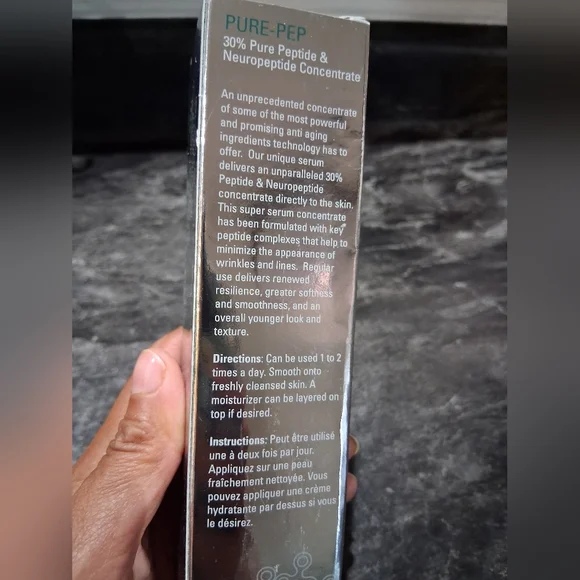 PURE-PEP
30% Pure Peptide &
Neuropeptide Concentrate
An unprecedented concentrate
of some of the most powerful
and promising anti aging
ingredients technology has to
offer. Our unique serum
delivers an unparalleled 30%
Peptide & Neuropeptide
concentrate directly to the skin.
This super serum concentrate
has been formulated with key
peptide complexes that help to
minimize the appearance of
wrinkles and lines. Regular
use delivers renewed
resilience, greater softness
and smoothness, and an
overall younger look and
texture.
Directions: Can be used 1 to 2
times a day. Smooth onto
freshly cleansed skin. A
moisturizer can be layered on
top if desired.
Instructions: Peut être utilisé
une à deux fois par jour.
Appliquez sur une peau
fraîchement nettoyée. Vous
pouvez appliquer une crème
hydratante par dessus si vous
le désirez.